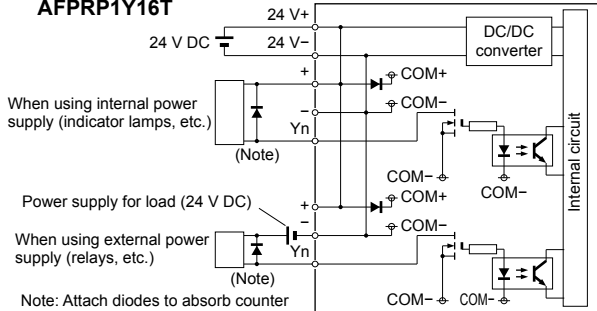 AFPRP1Y16T
24 V+
24 V DC
24 V−
DC/DC
converter
+
COM+
When using internal power
supply (indicator lamps, etc.)
−
COM−
Yn
(Note)
COM−
COM−
Internal circuit
Power supply for load (24 V DC)
+
COM+
−
COM−
When using external power
supply (relays, etc.)
Yn
(Note)
COM−
COM−
Note: Attach diodes to absorb counter